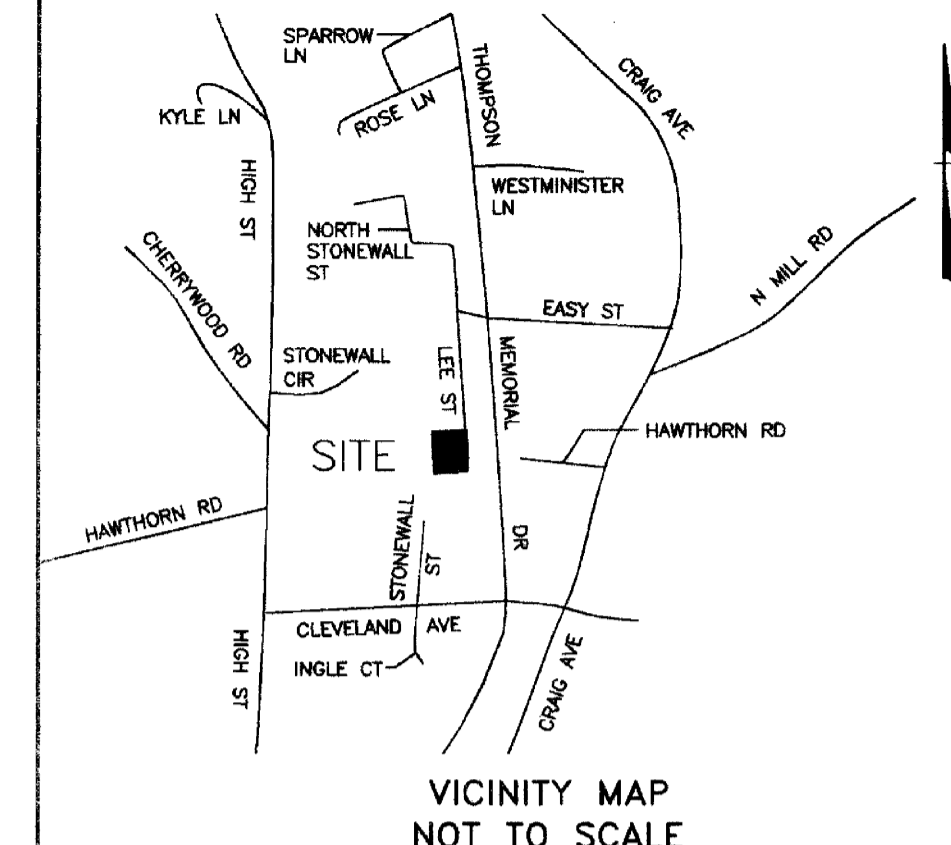 SPARROW
LN
THOMPSON
CRAIG AVE
KYLE LN
ROSE LN
HIGH ST
WESTMINISTER
LN
NORTH
STONEWALL
ST
CHERRYWOOD RD
N MILL RD
EASY ST
STONEWALL
CIR
LEE ST
MEMORIAL
HAWTHORN RD
SITE
HAWTHORN RD
STONEWALL
ST
DR
CLEVELAND AVE
HIGH ST
INGLE CT
CRAIG AVE
VICINITY MAP
NOT TO SCALE